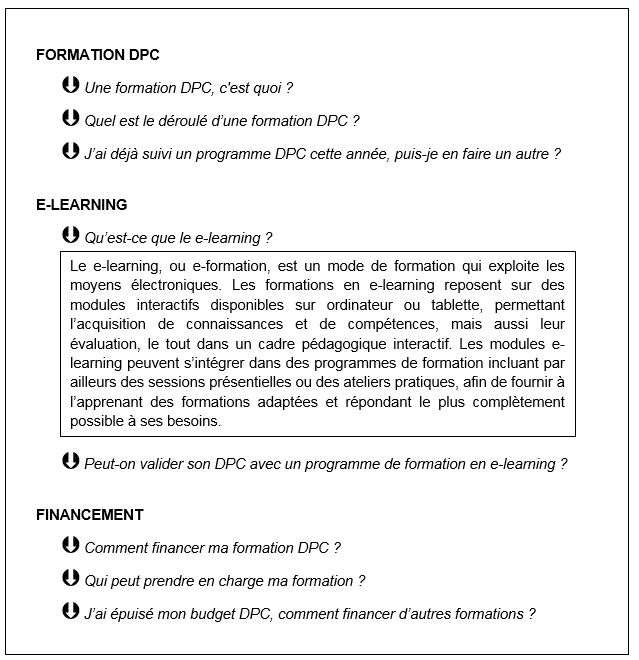 FORMATION DPC
Une formation DPC, c'est quoi ?
Quel est le déroulé d’une formation DPC ?
J’ai déjà suivi un programme DPC cette année, puis-je en faire un autre ?
E-LEARNING
Qu’est-ce que le e-learning ?
Le e-learning, ou e-formation, est un mode de formation qui exploite les
moyens électroniques. Les formations en e-learning reposent sur des
modules interactifs disponibles sur ordinateur ou tablette, permettant
l’acquisition de connaissances et de compétences, mais aussi leur
évaluation, le tout dans un cadre pédagogique interactif. Les modules e-
learning peuvent s’intégrer dans des programmes de formation incluant par
ailleurs des sessions présentielles ou des ateliers pratiques, afin de fournir à
l’apprenant des formations adaptées et répondant le plus complètement
possible à ses besoins.
Peut-on valider son DPC avec un programme de formation en e-learning ?
FINANCEMENT
Comment financer ma formation DPC ?
Qui peut prendre en charge ma formation ?
J’ai épuisé mon budget DPC, comment financer d’autres formations ?